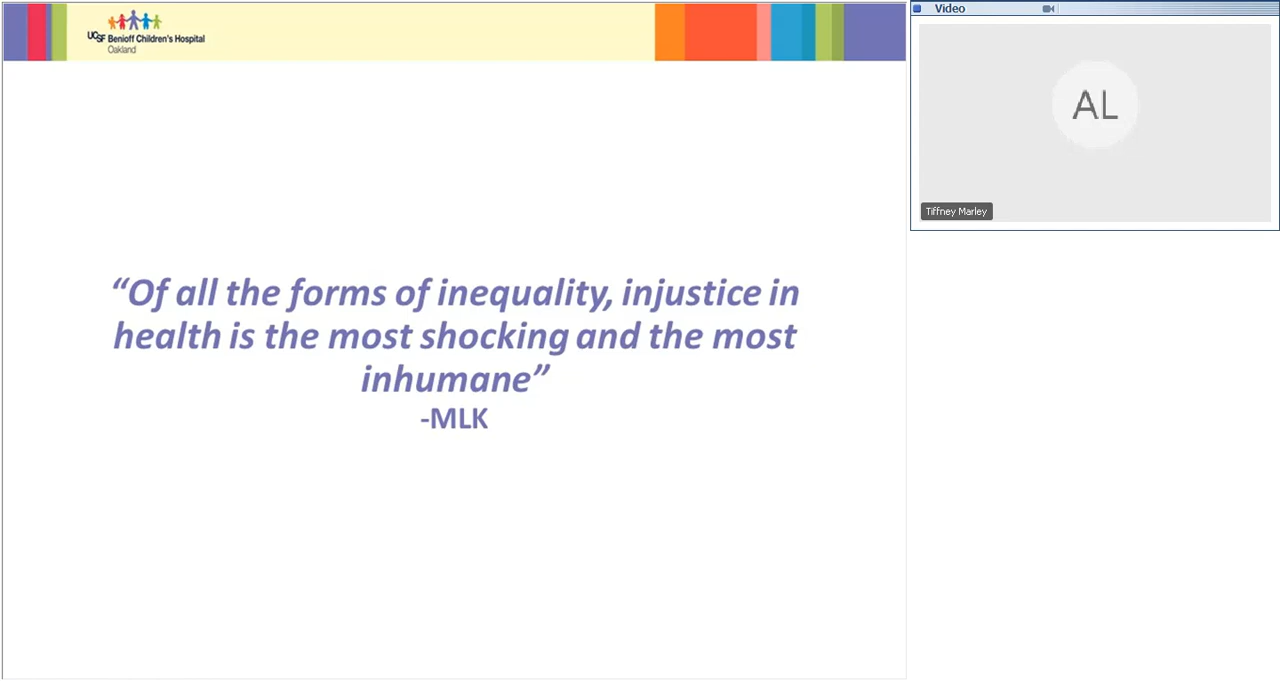 UCSF Benioff Children's Hospital
Oakland
“Of all the forms of inequality, injustice in
health is the most shocking and the most
inhumane”
-MLK
Video
AL
Tiffney Marley